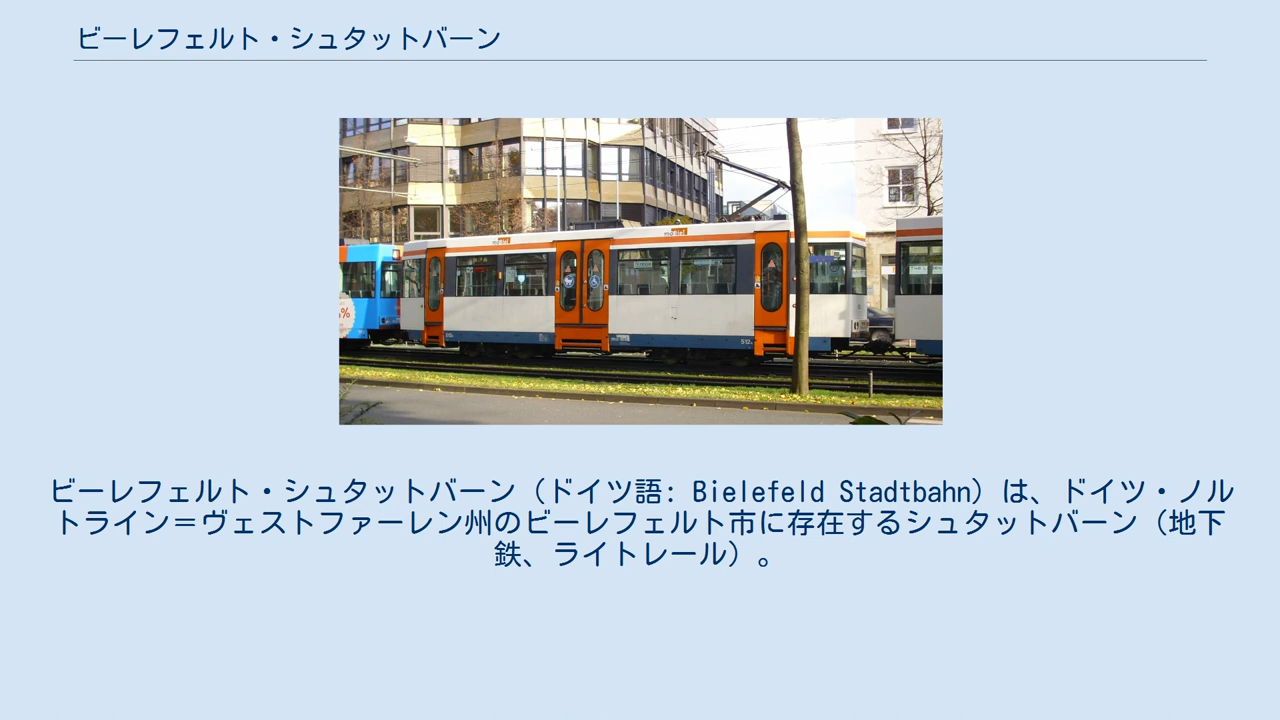 ビーレフェルト・シュタットバーン
ビーレフェルト・シュタットバーン（ドイツ語: Bielefeld Stadtbahn）は、ドイツ・ノル
トライン＝ヴェストファーレン州のビーレフェルト市に存在するシュタットバーン（地下
鉄、ライトレール）。